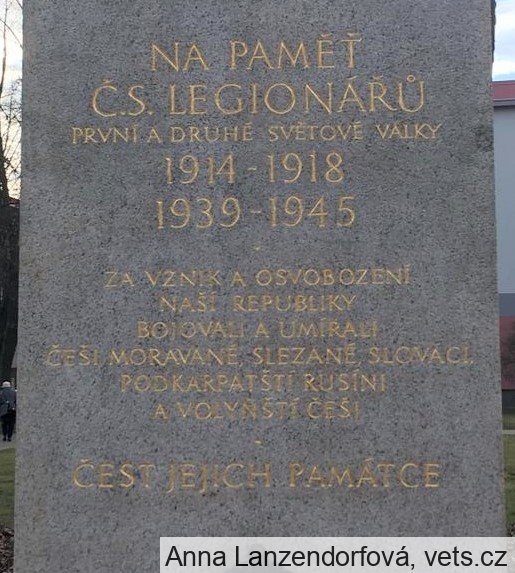 NA PAMĚŤ
Č.S. LEGIONÁŘŮ
PRVNÍ A DRUHÉ SVĚTOVÉ VÁLKY
1914-1918
1939-1945
-
ZA VZNIK A OSVOBOZENÍ
NAŠÍ REPUBLIKY
BOJOVALI A UMÍRALI
ČEŠI, MORAVANÉ, SLEZANÉ, SLOVÁCI,
PODKARPATŠTÍ RUSÍNI
A VOLYŇŠTÍ ČEŠI
-
ČEST JEJICH PAMÁTCE
Anna Lanzendorfová, vets.cz